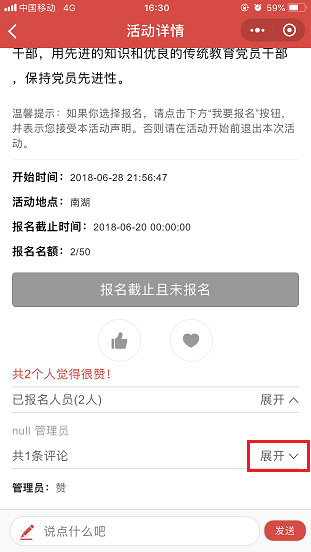 中国移动 4G 16:30 59%
活动详情
干部，用先进的知识和优良的传统教育党员干部
，保持党员先进性。
温馨提示：如果你选择报名，请点击下方“我要报名”按钮，
并表示您接受本活动声明。否则请在活动开始前退出本次活
动。
开始时间：2018-06-28 21:56:47
活动地点：南湖
报名截止时间：2018-06-20 00:00:00
报名名额：2/50
报名截止且未报名
共2个人觉得很赞！
已报名人员(2人) 展开
null 管理员
共1条评论 展开
管理员：赞
说点什么吧 发送